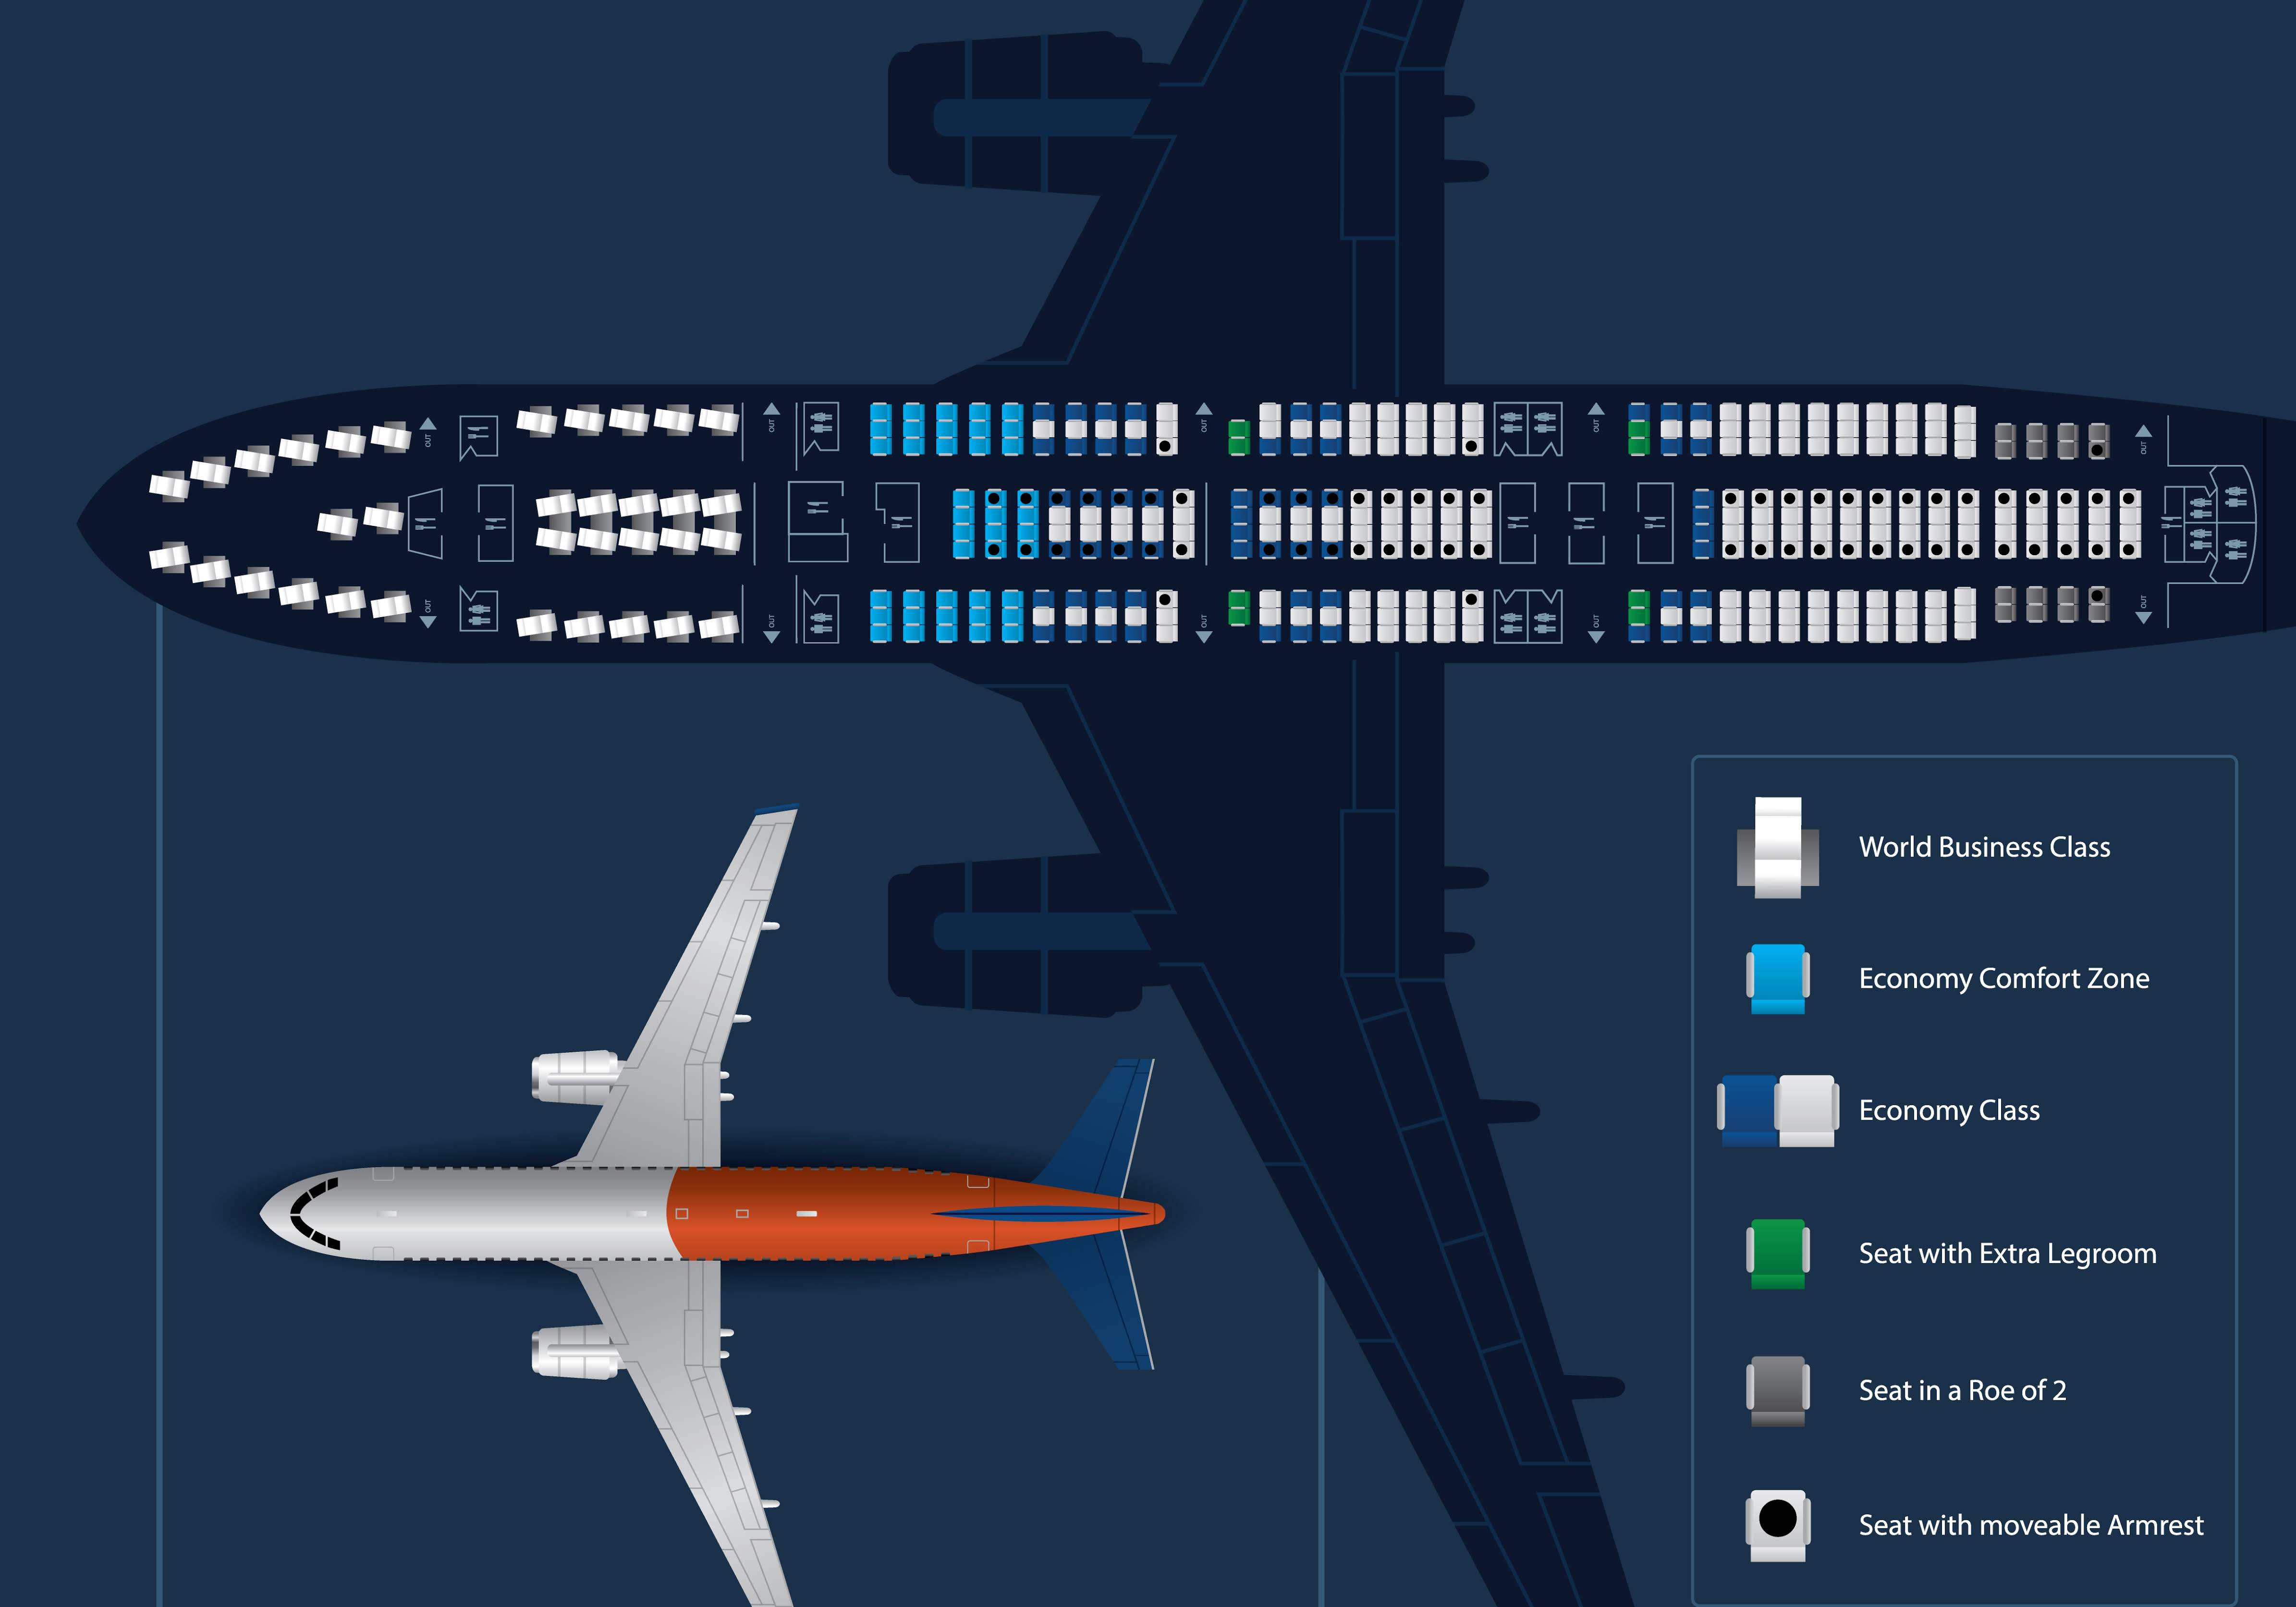 OUT
OUT
OUT
OUT
OUT
OUT
OUT
OUT
OUT
OUT
World Business Class
Economy Comfort Zone
Economy Class
Seat with Extra Legroom
Seat in a Roe of 2
Seat with moveable Armrest